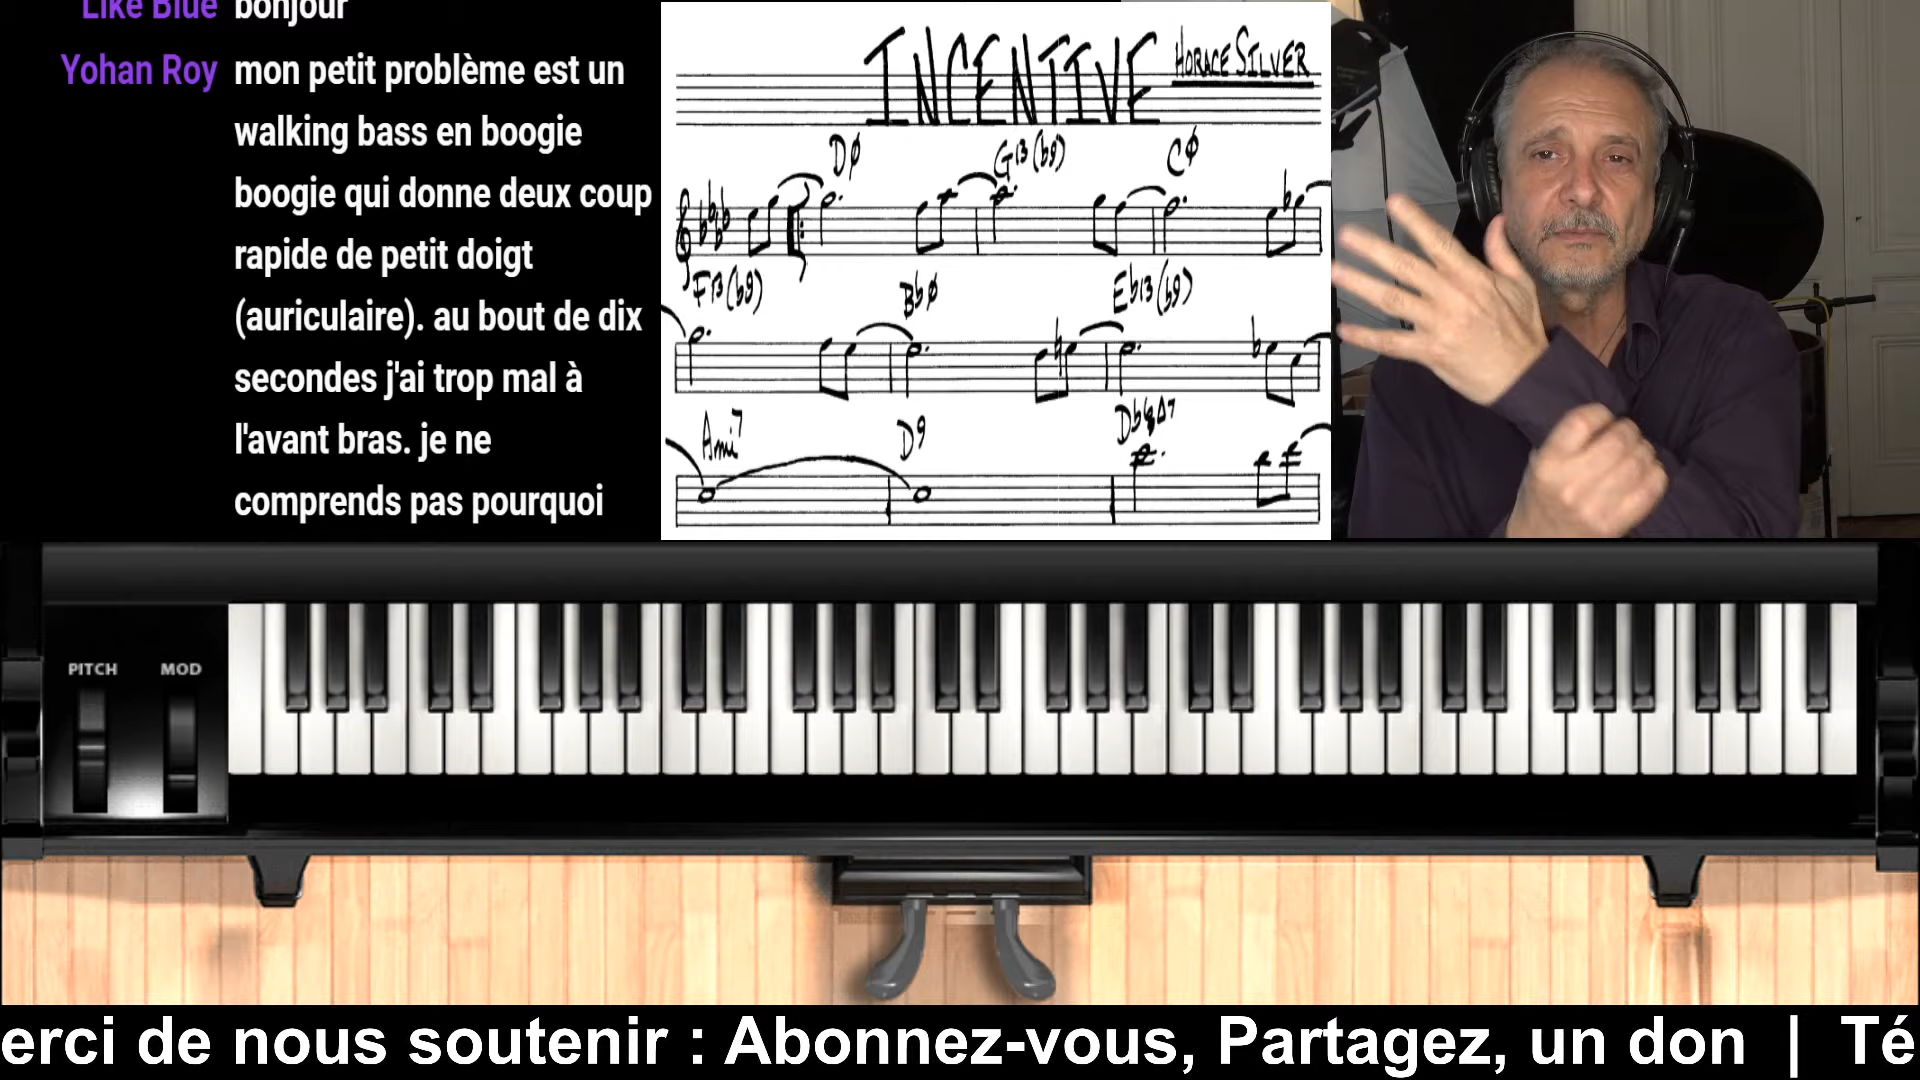 Like Blue bonjour
Yohan Roy mon petit problème est un
walking bass en boogie
boogie qui donne deux coup
rapide de petit doigt
(auriculaire). au bout de dix
secondes j'ai trop mal à
l'avant bras. je ne
comprends pas pourquoi
INCENTIVE HORACE SILVER
DØ G13(b9) CØ
F13(b9) BbØ Eb13(b9)
Ami7 D9
PITCH MOD
erci de nous soutenir : Abonnez-vous, Partagez, un don | Té